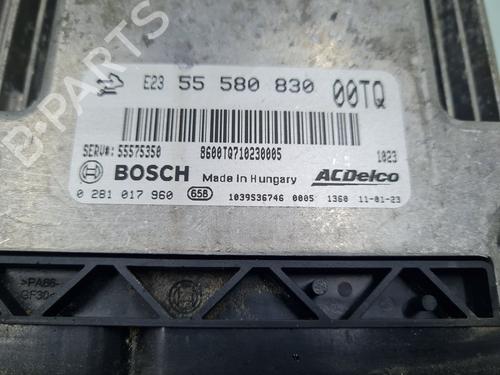 B-PARTS
E23 55 580 830 00TQ
SERV#: 55575350 8600TQ710230005 1023
BOSCH Made in Hungary ACDelco
0 281 017 960 65B 1039S36746 0005 1360 11-01-23
>PA66-
GF30<